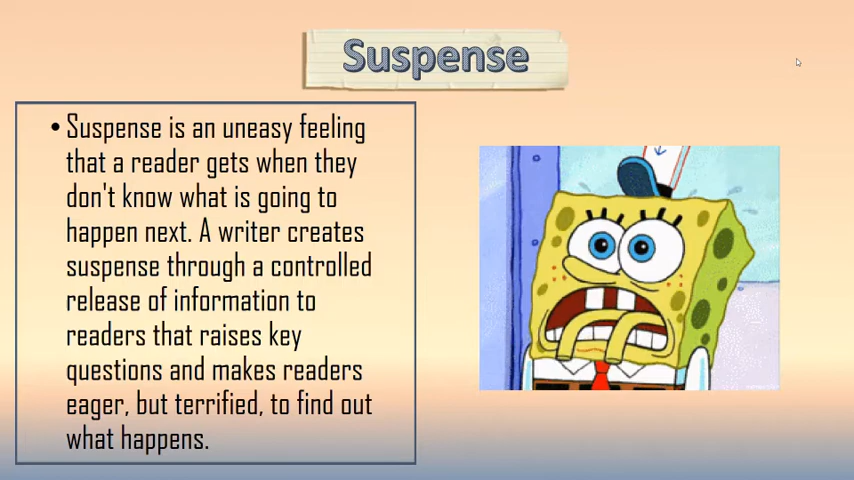 Suspense
• Suspense is an uneasy feeling
that a reader gets when they
don't know what is going to
happen next. A writer creates
suspense through a controlled
release of information to
readers that raises key
questions and makes readers
eager, but terrified, to find out
what happens.